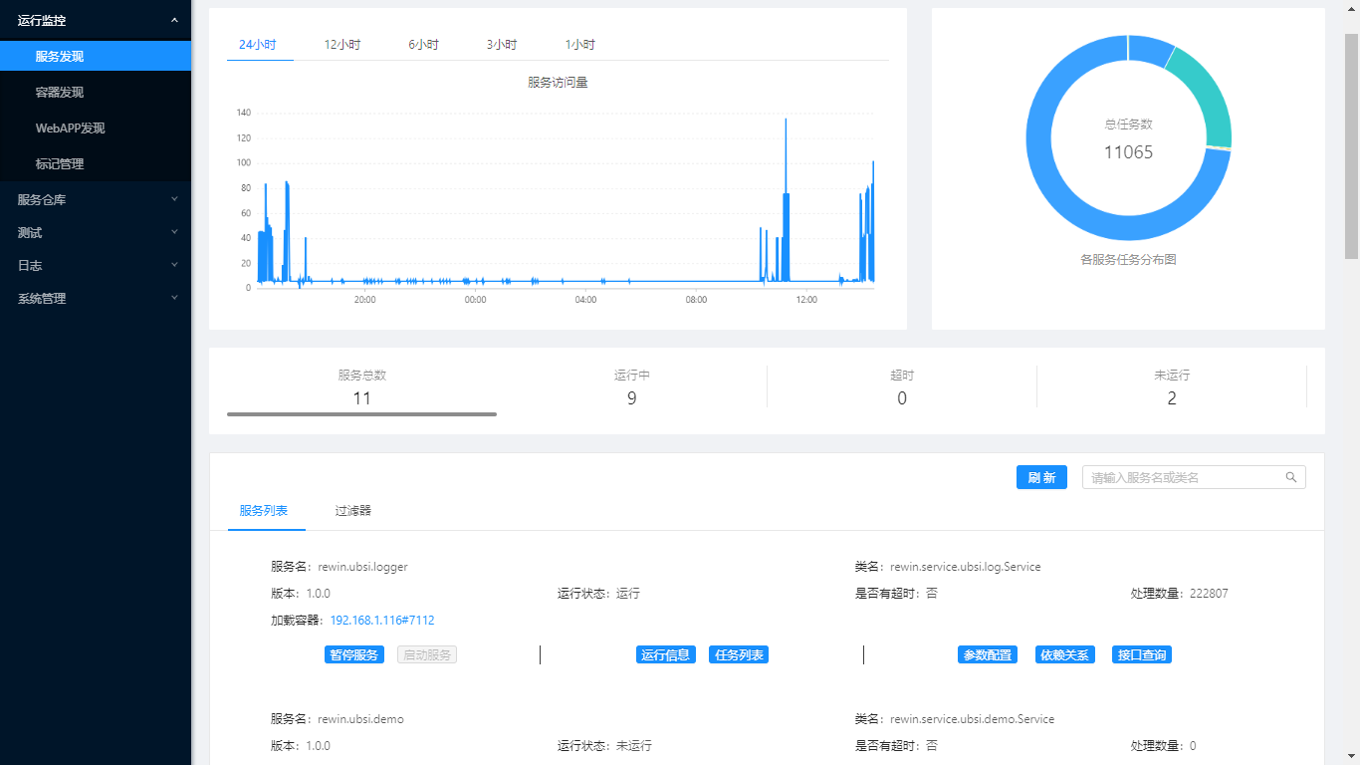 运行监控
服务发现
容器发现
WebAPP发现
标记管理
服务仓库
测试
日志
系统管理
24小时 12小时 6小时 3小时 1小时
服务访问量
140
120
100
80
60
40
20
0
20:00 00:00 04:00 08:00 12:00
总任务数
11065
各服务任务分布图
服务总数 运行中 超时 未运行
11 9 0 2
刷新 请输入服务名或类名
服务列表 过滤器
服务名：rewin.ubsi.logger 类名：rewin.service.ubsi.log.Service
版本：1.0.0 运行状态：运行 是否有超时：否 处理数量：222807
加载容器：192.168.1.116#7112
暂停服务 启动服务 运行信息 任务列表 参数配置 依赖关系 接口查询
服务名：rewin.ubsi.demo 类名：rewin.service.ubsi.demo.Service
版本：1.0.0 运行状态：未运行 是否有超时：否 处理数量：0